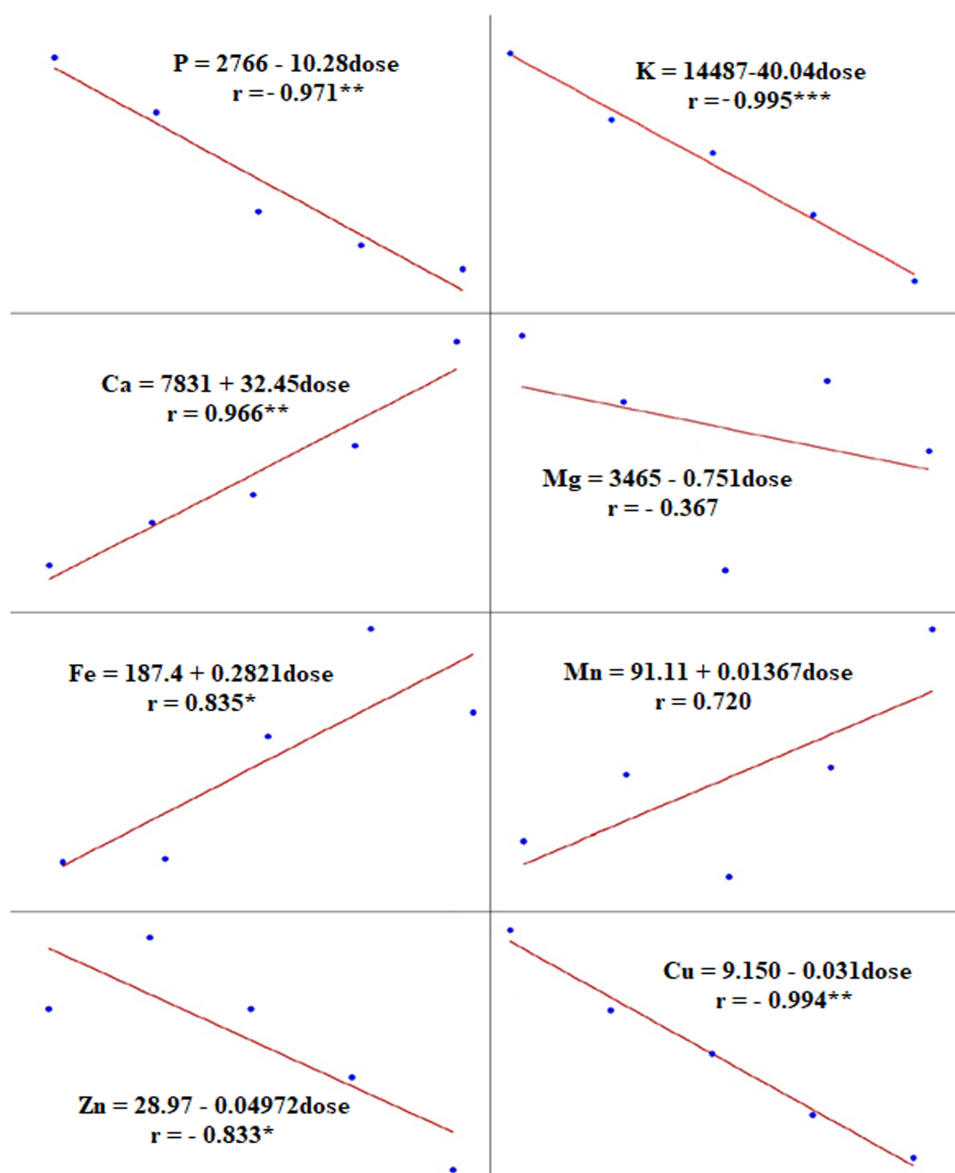 P = 2766 - 10.28dose
r =- 0.971**
K = 14487-40.04dose
r =- 0.995***
Ca = 7831 + 32.45dose
r = 0.966**
Mg = 3465 - 0.751dose
r = - 0.367
Fe = 187.4 + 0.2821dose
r = 0.835*
Mn = 91.11 + 0.01367dose
r = 0.720
Zn = 28.97 - 0.04972dose
r = - 0.833*
Cu = 9.150 - 0.031dose
r = - 0.994**